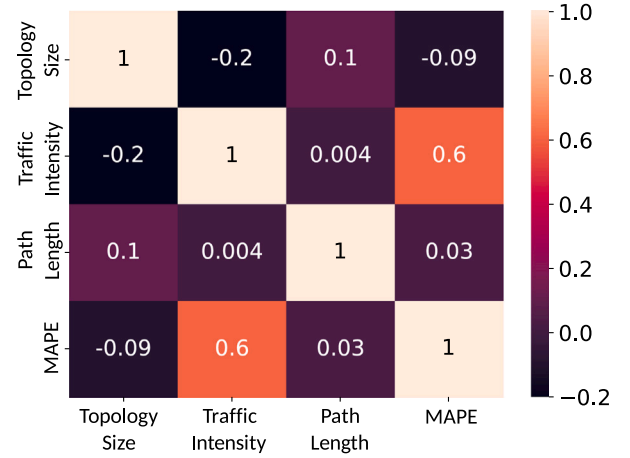 Topology
Size
1
-0.2
0.1
-0.09
Traffic
Intensity
-0.2
1
0.004
0.6
Path
Length
0.1
0.004
1
0.03
MAPE
-0.09
0.6
0.03
1
Topology
Size
Traffic
Intensity
Path
Length
MAPE
1.0
0.8
0.6
0.4
0.2
0.0
−0.2